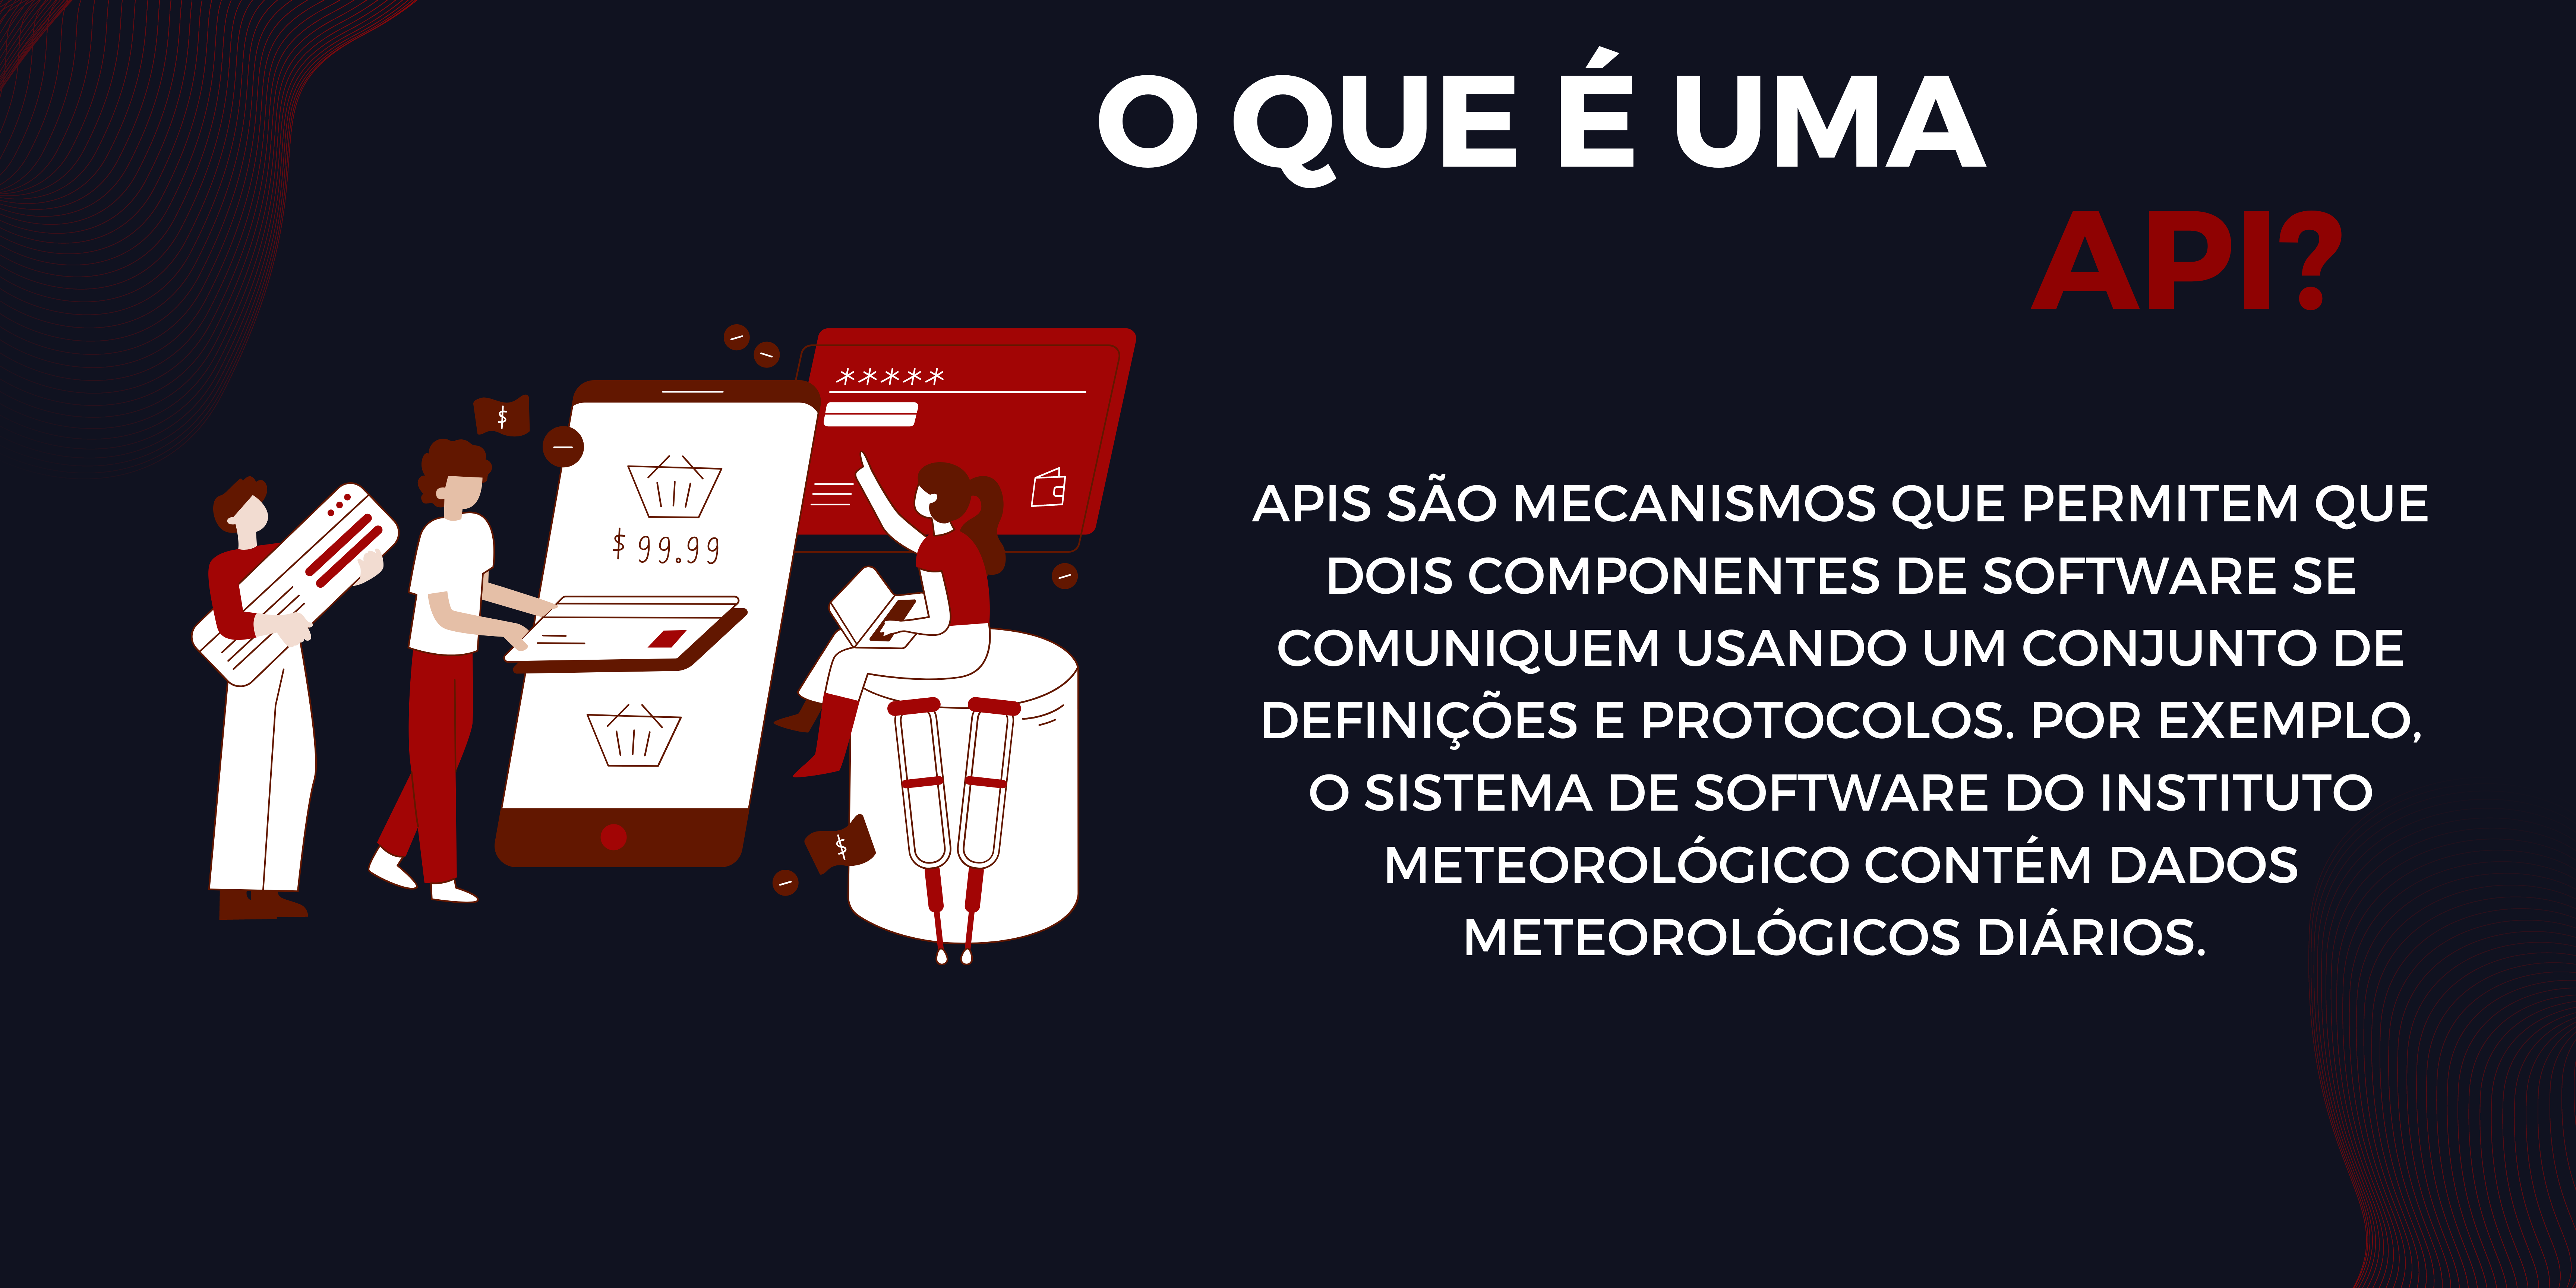 O QUE É UMA
API?
*****
$
$ 99.99
$
APIS SÃO MECANISMOS QUE PERMITEM QUE
DOIS COMPONENTES DE SOFTWARE SE
COMUNIQUEM USANDO UM CONJUNTO DE
DEFINIÇÕES E PROTOCOLOS. POR EXEMPLO,
O SISTEMA DE SOFTWARE DO INSTITUTO
METEOROLÓGICO CONTÉM DADOS
METEOROLÓGICOS DIÁRIOS.